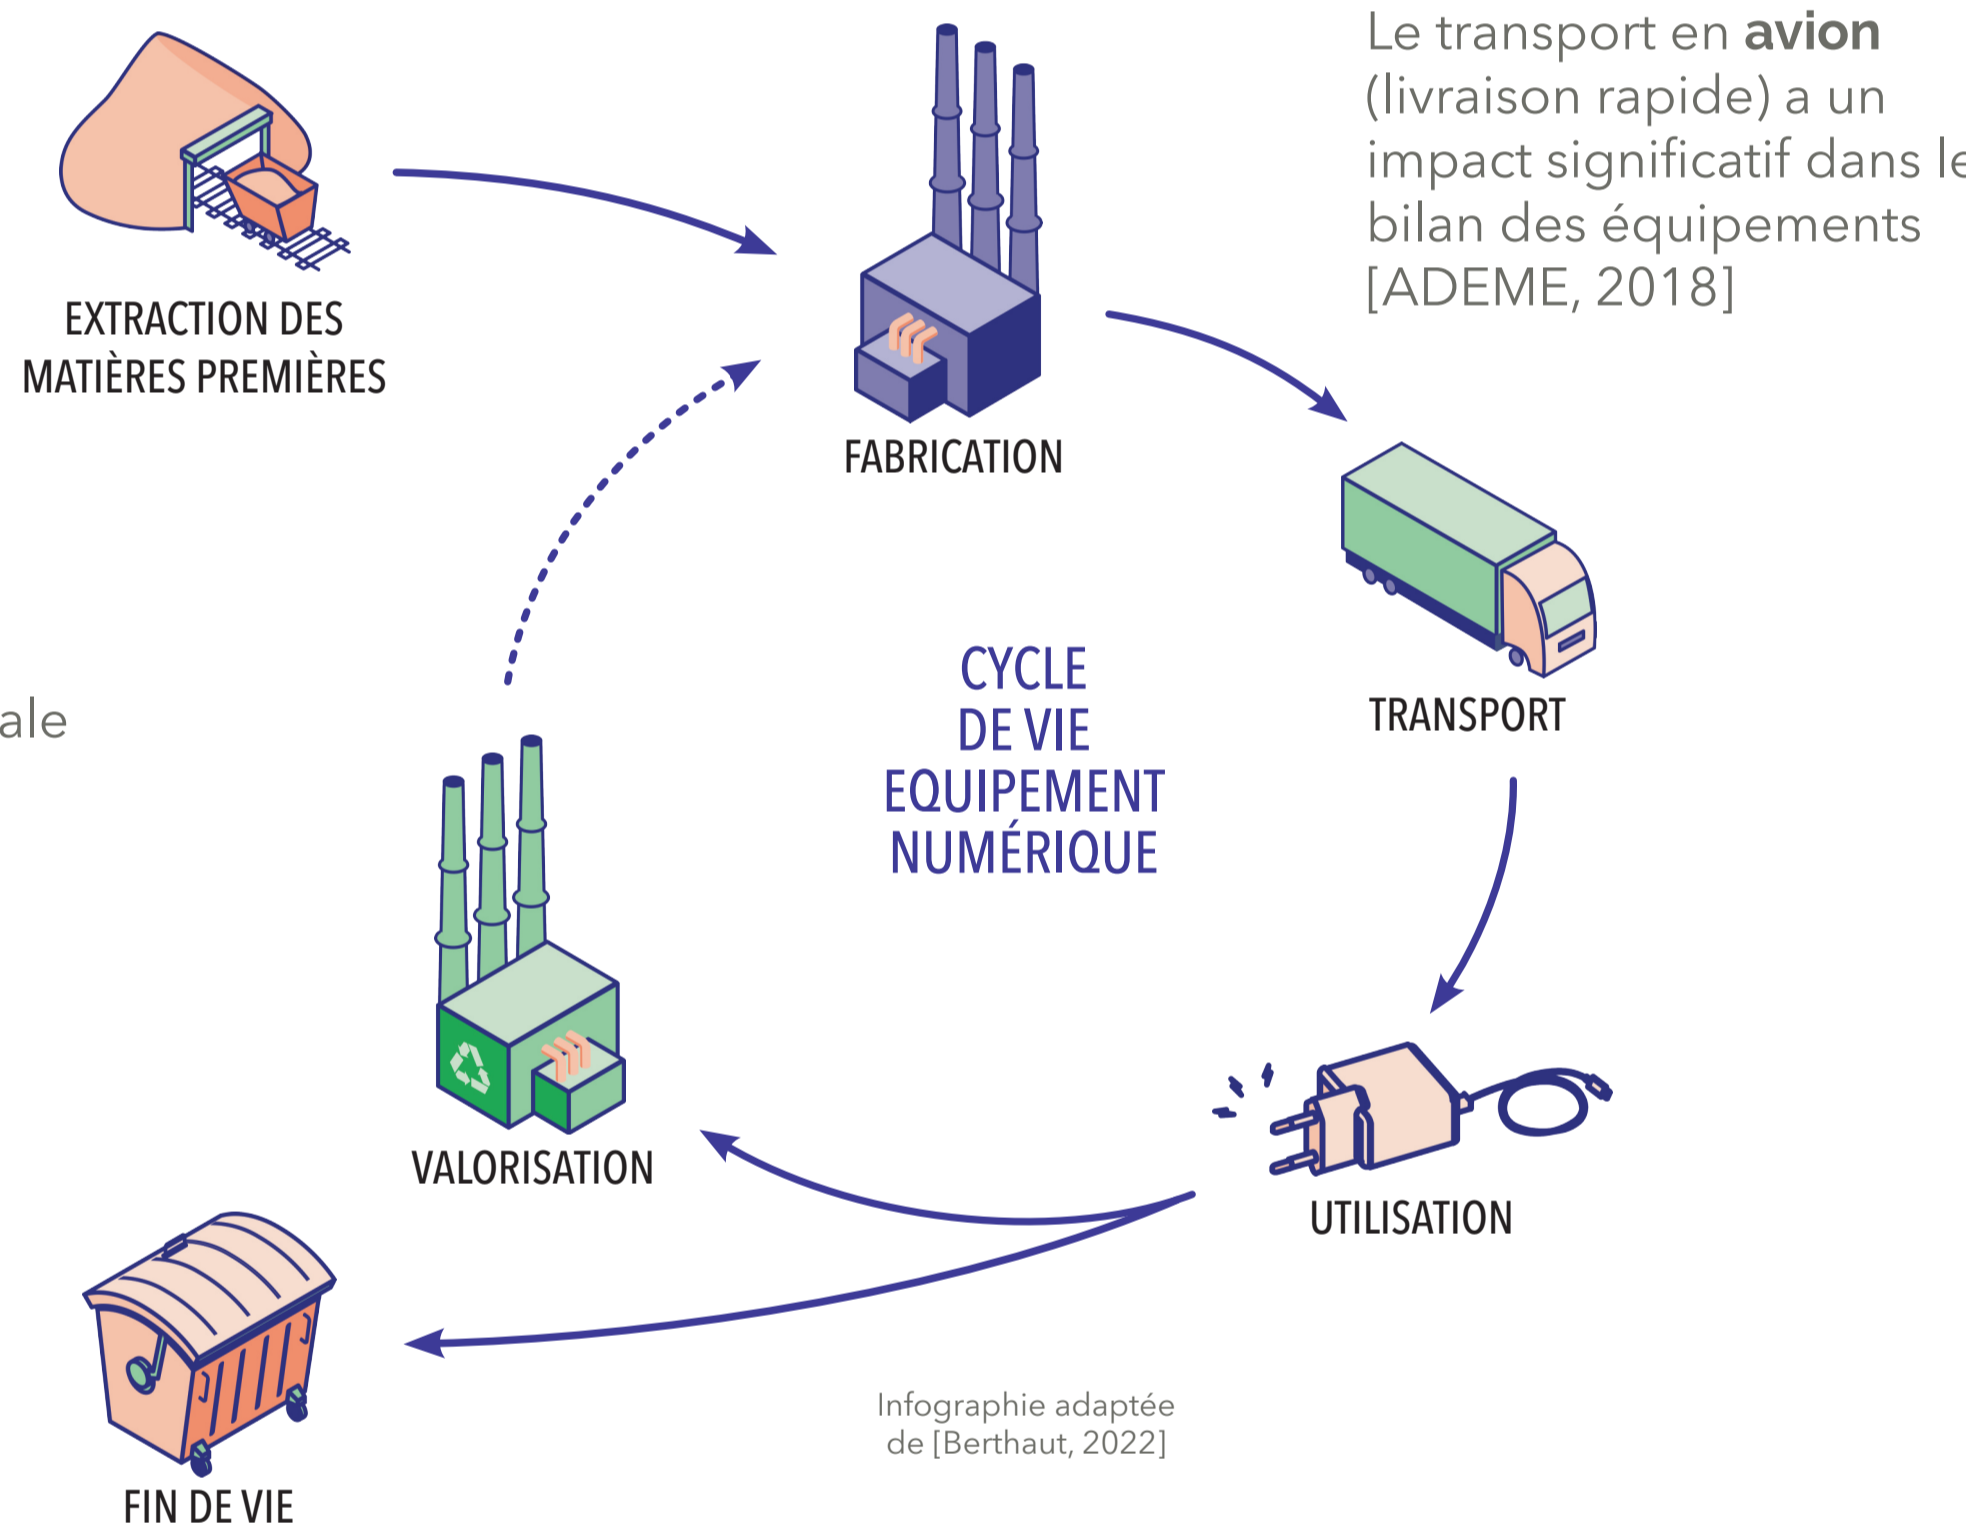 Le transport en avion
(livraison rapide) a un
impact significatif dans le
bilan des équipements
[ADEME, 2018]
EXTRACTION DES
MATIÈRES PREMIÈRES
FABRICATION
TRANSPORT
CYCLE
DE VIE
EQUIPEMENT
NUMÉRIQUE
ale
VALORISATION
UTILISATION
Infographie adaptée
de [Berthaut, 2022]
FIN DE VIE